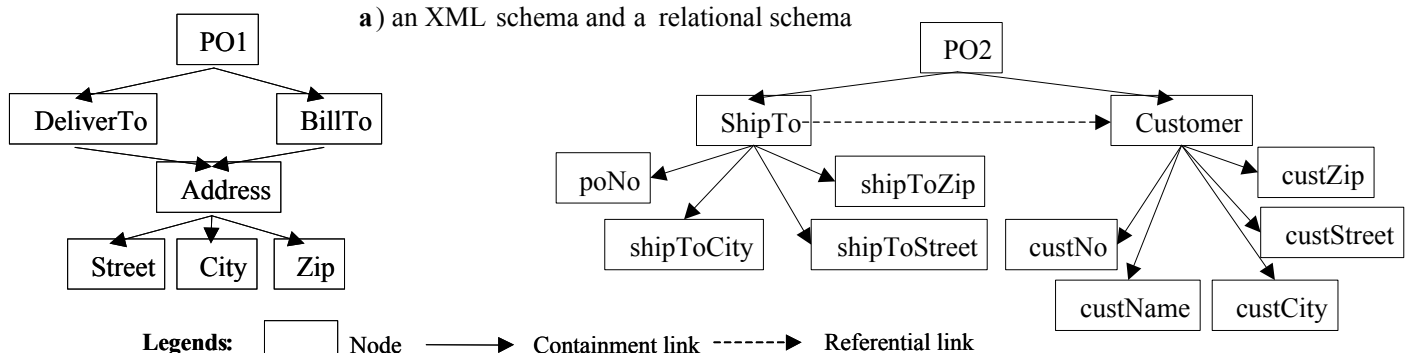 a) an XML schema and a relational schema
PO1
PO2
DeliverTo
BillTo
ShipTo
Customer
Address
poNo
shipToZip
custZip
Street
City
Zip
shipToCity
shipToStreet
custNo
custStreet
custName
custCity
Legends:
Node
Containment link
Referential link